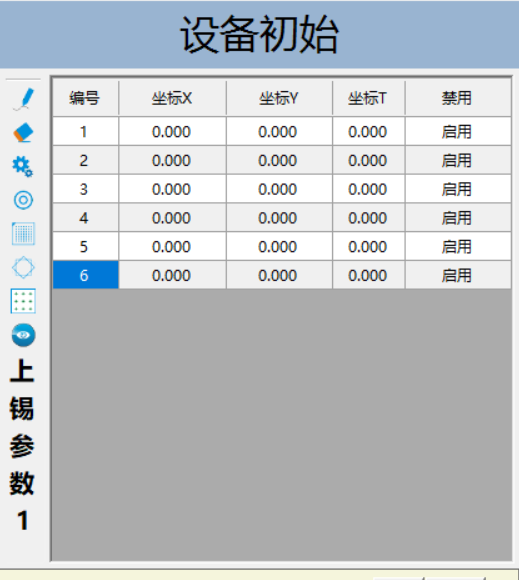 设备初始
编号 坐标X 坐标Y 坐标T 禁用
1 0.000 0.000 0.000 启用
2 0.000 0.000 0.000 启用
3 0.000 0.000 0.000 启用
4 0.000 0.000 0.000 启用
5 0.000 0.000 0.000 启用
6 0.000 0.000 0.000 启用
上
锡
参
数
1